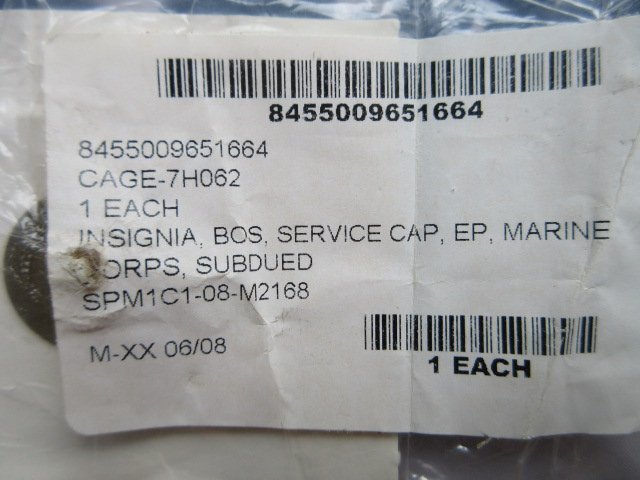 8455009651664
8455009651664
CAGE-7H062
1 EACH
INSIGNIA, BOS, SERVICE CAP, EP, MARINE
CORPS, SUBDUED
SPM1C1-08-M2168
M-XX 06/08
1 EACH